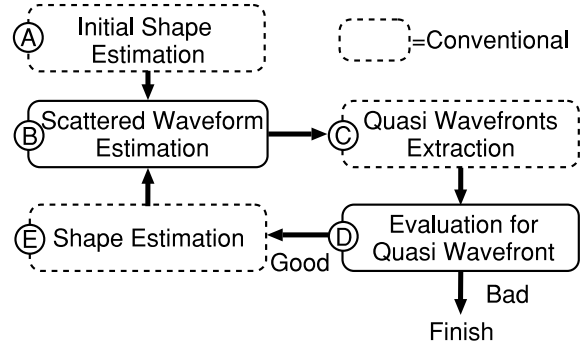 A
Initial Shape
Estimation
=Conventional
B
Scattered Waveform
Estimation
C
Quasi Wavefronts
Extraction
E
Shape Estimation
Good
D
Evaluation for
Quasi Wavefront
Bad
Finish